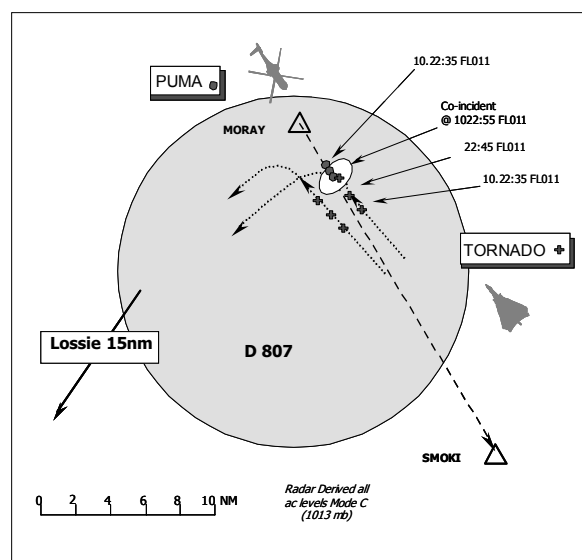 10.22:35 FL011
PUMA
Co-incident
@ 1022:55 FL011
MORAY
22:45 FL011
10.22:35 FL011
TORNADO
Lossie 15nm
D 807
SMOKI
0 2 4 6 8 10 NM
Radar Derived all
ac levels Mode C
(1013 mb)